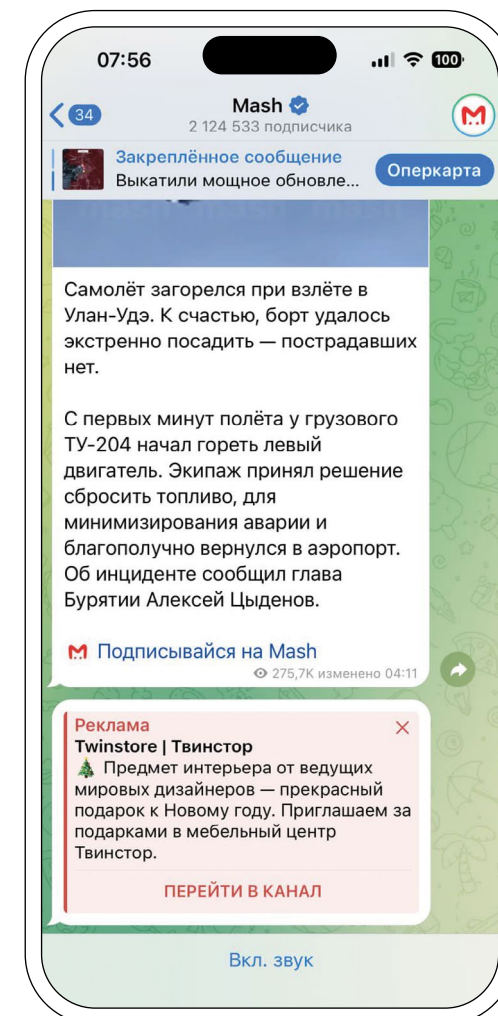 07:56
100
34
Mash
2 124 533 подписчика
Закреплённое сообщение
Выкатили мощное обновле...
Оперкарта
Самолёт загорелся при взлёте в
Улан-Удэ. К счастью, борт удалось
экстренно посадить — пострадавших
нет.
С первых минут полёта у грузового
ТУ-204 начал гореть левый
двигатель. Экипаж принял решение
сбросить топливо, для
минимизирования аварии и
благополучно вернулся в аэропорт.
Об инциденте сообщил глава
Бурятии Алексей Цыденов.
Подписывайся на Mash
275,7K изменено 04:11
Реклама
Twinstore | Твинстор
🎄 Предмет интерьера от ведущих
мировых дизайнеров — прекрасный
подарок к Новому году. Приглашаем за
подарками в мебельный центр
Твинстор.
ПЕРЕЙТИ В КАНАЛ
Вкл. звук